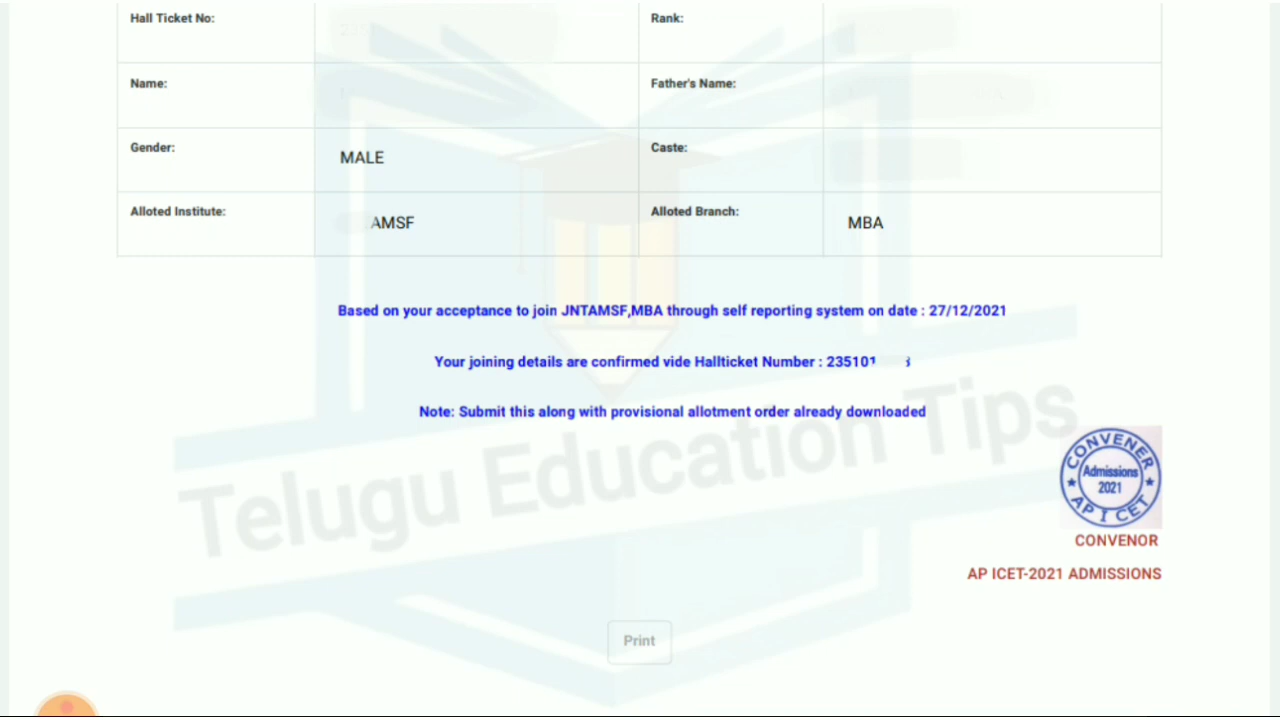 Hall Ticket No: Rank:
Name: Father's Name:
Gender: MALE Caste:
Alloted Institute: AMSF Alloted Branch: MBA
Based on your acceptance to join JNTAMSF,MBA through self reporting system on date : 27/12/2021
Your joining details are confirmed vide Hallticket Number : 235101
Note: Submit this along with provisional allotment order already downloaded
Telugu Education Tips
CONVENER
Admissions
2021
AP ICET
CONVENOR
AP ICET-2021 ADMISSIONS
Print